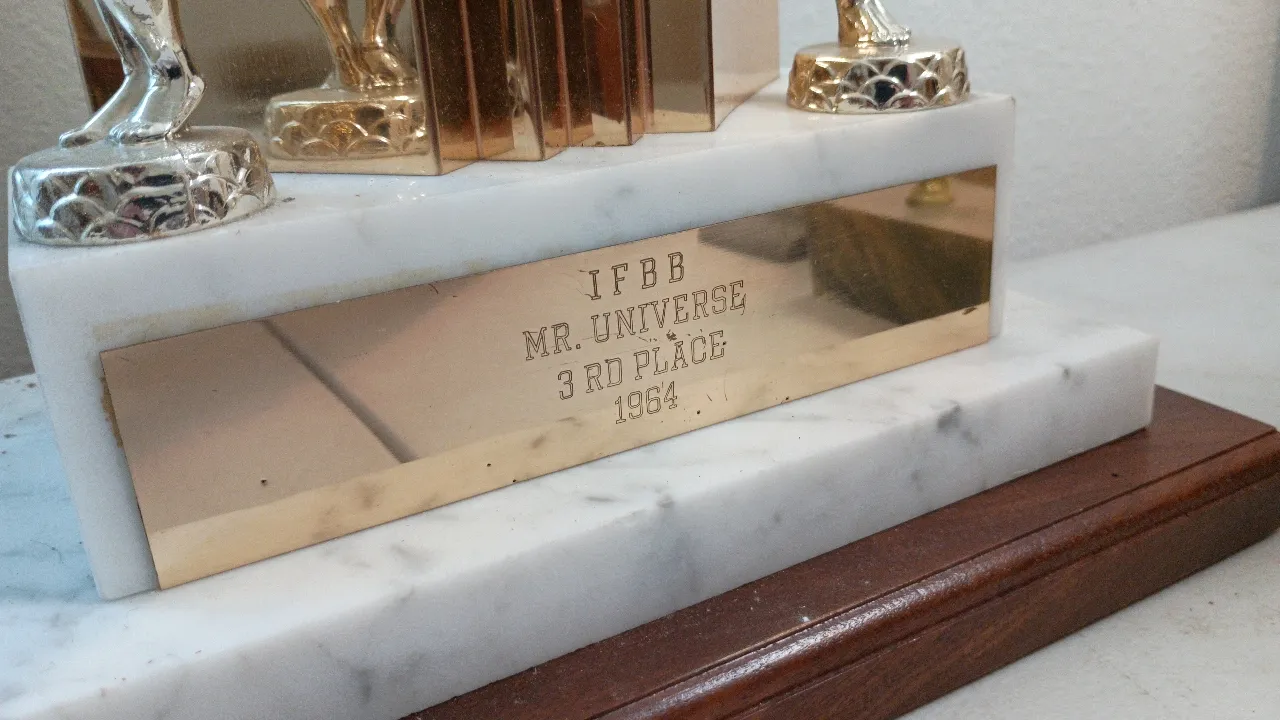 IFBB
MR. UNIVERSE
3 RD PLACE
1964